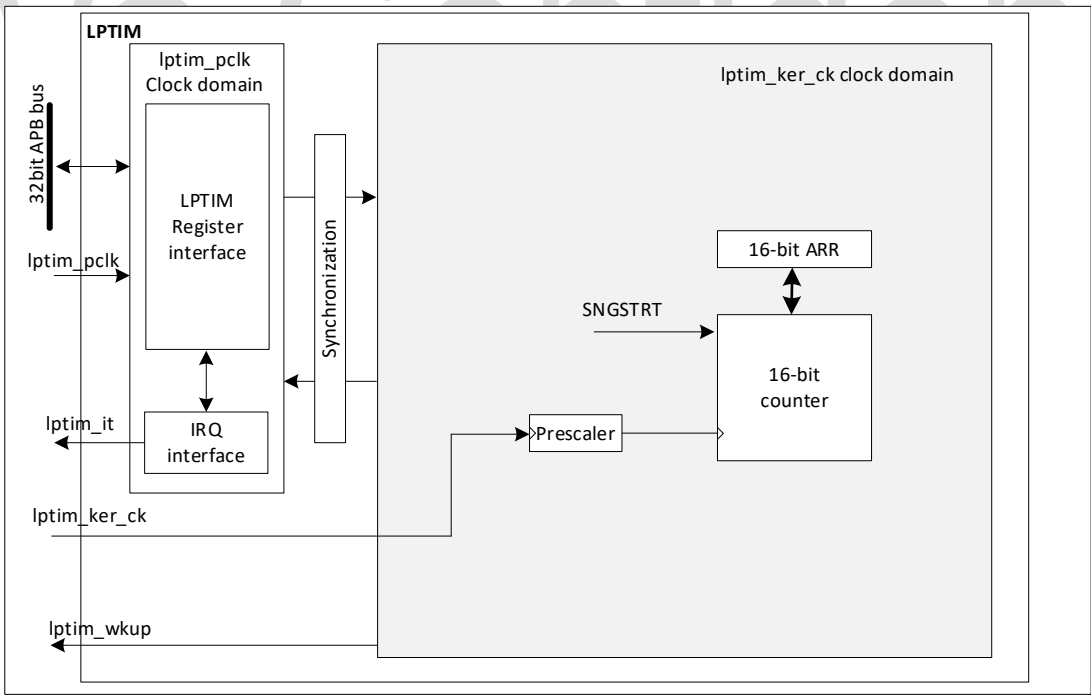 LPTIM
lptim_pclk
Clock domain
lptim_ker_ck clock domain
32bit APB bus
LPTIM
Register
interface
Synchronization
lptim_pclk
16-bit ARR
SNGSTRT
16-bit
counter
lptim_it
IRQ
interface
Prescaler
lptim_ker_ck
lptim_wkup